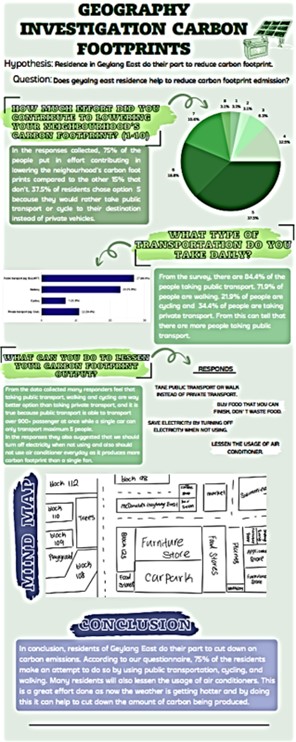 GEOGRAPHY
INVESTIGATION CARBON
FOOTPRINTS
Hypothesis: Residence in Geylang East do their part to reduce carbon footprint.
Question: Does geylang east residence help to reduce carbon footprint admission?
HOW MUCH EFFORT DID YOU
CONTRIBUTE TO LOWERING
YOUR NEIGHBOURHOOD'S
CARBON FOOTPRINT? (1-10)
In the responses collected, 75% of the
people put in effort contributing in
lowering the neighourhood's carbon foot
prints compared to the other 15% that
don't. 37.5% of residents chose option 5
because they would rather take public
transport or cycle to their destination
instead of private vehicles.
WHAT TYPE OF
TRANSPORTATION DO YOU
TAKE DAILY?
From the survey, there are 84.4% of the
people taking public transport, 71.9% of
people are walking, 21.9% of people are
cycling and 34.4% of people are taking
private transport. From this can tell that
there are more people taking public
transport.
WHAT CAN YOU DO TO LESSEN
YOUR CARBON FOOTPRINT
OUTPUT?
From the data collected many responders feel that
taking public transport, walking and cycling are way
better option than taking private transport, and it is
true because public transport is able to transport
over 900+ passenger at once while a single car can
only transport maximum 5 people.
In the responses they also suggested that we should
turn off electricity when not using and also should
not use air conditioner everyday as it produces more
carbon footprint than a single fan.
RESPONDS
TAKE PUBLIC TRANSPORT OR WALK
INSTEAD OF PRIVATE TRANSPORT.
BUY FOOD THAT YOU CAN
FINISH, DON'T WASTE FOOD.
SAVE ELECTRICITY BY TURNING OFF
ELECTRICITY WHEN NOT USING.
LESSEN THE USAGE OF AIR
CONDITIONER.
MIND MAP
block 112
block
110
block
109
Playground
block
108
Trees
McDonald's Geylang East
market
Block 125
Food
Furniture
Store
Carpark
Food Stores
CONCLUSION
In conclusion, residents of Geylang East do their part to cut down on
carbon emissions. According to our questionnaire, 75% of the residents
make an attempt to do so by using public transportation, cycling, and
walking. Many residents will also lessen the usage of air conditioners. This
is a great effort done as now the weather is getting hotter and by doing
this it can help to cut down the amount of carbon being produced.